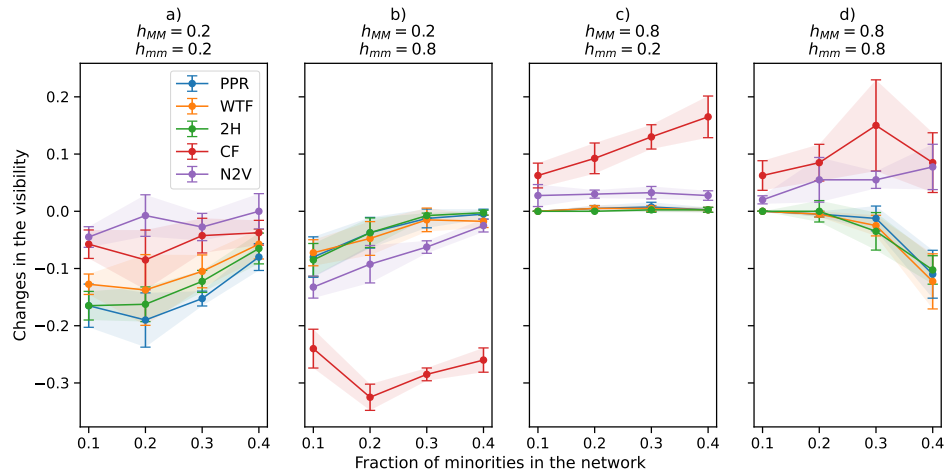 a)
h_MM = 0.2
h_mm = 0.2
b)
h_MM = 0.2
h_mm = 0.8
c)
h_MM = 0.8
h_mm = 0.2
d)
h_MM = 0.8
h_mm = 0.8
Changes in the visibility
0.2
0.1
0.0
−0.1
−0.2
−0.3
PPR
WTF
2H
CF
N2V
0.1 0.2 0.3 0.4
0.1 0.2 0.3 0.4
0.1 0.2 0.3 0.4
0.1 0.2 0.3 0.4
Fraction of minorities in the network